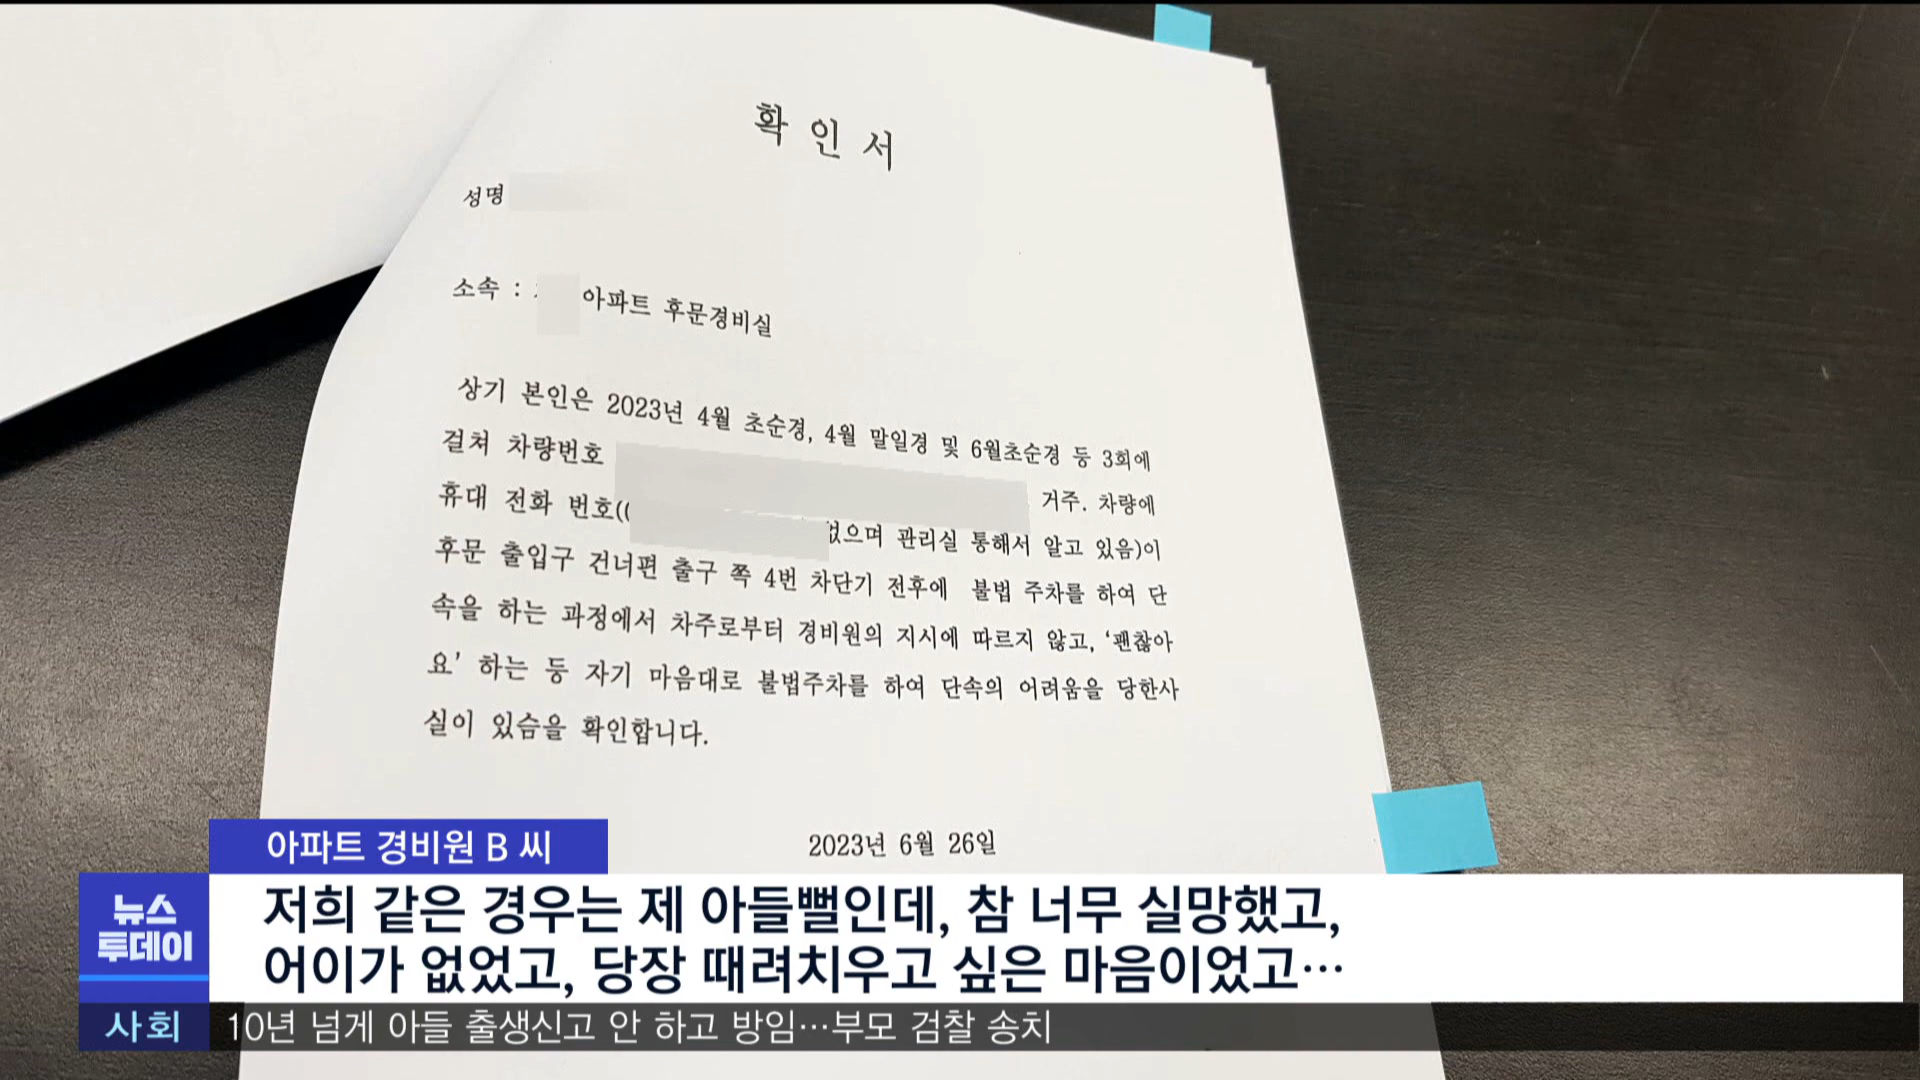 확 인 서
성명
소속 : 아파트 후문경비실
상기 본인은 2023년 4월 초순경, 4월 말일경 및 6월초순경 등 3회에
걸쳐 차량번호 거주. 차량에
휴대 전화 번호(( 없으며 관리실 통해서 알고 있음)이
후문 출입구 건너편 출구 쪽 4번 차단기 전후에 불법 주차를 하여 단
속을 하는 과정에서 차주로부터 경비원의 지시에 따르지 않고, '괜찮아
요' 하는 등 자기 마음대로 불법주차를 하여 단속의 어려움을 당한사
실이 있슴을 확인합니다.
2023년 6월 26일
아파트 경비원 B 씨
뉴스
투데이
저희 같은 경우는 제 아들뻘인데, 참 너무 실망했고,
어이가 없었고, 당장 때려치우고 싶은 마음이었고…
사회 10년 넘게 아들 출생신고 안 하고 방임…부모 검찰 송치